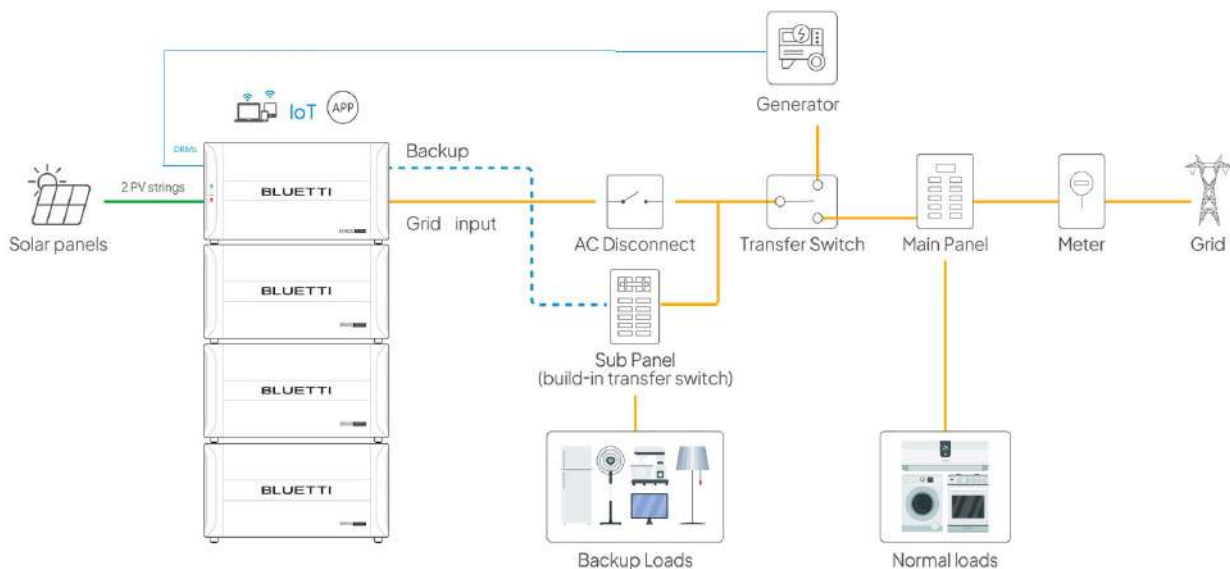 Generator
IoT
APP
DRMs
Backup
BLUETTI
2 PV strings
Grid input
Solar panels
AC Disconnect
Transfer Switch
Main Panel
Meter
Grid
BLUETTI
Sub Panel
(build-in transfer switch)
BLUETTI
BLUETTI
Backup Loads
Normal loads